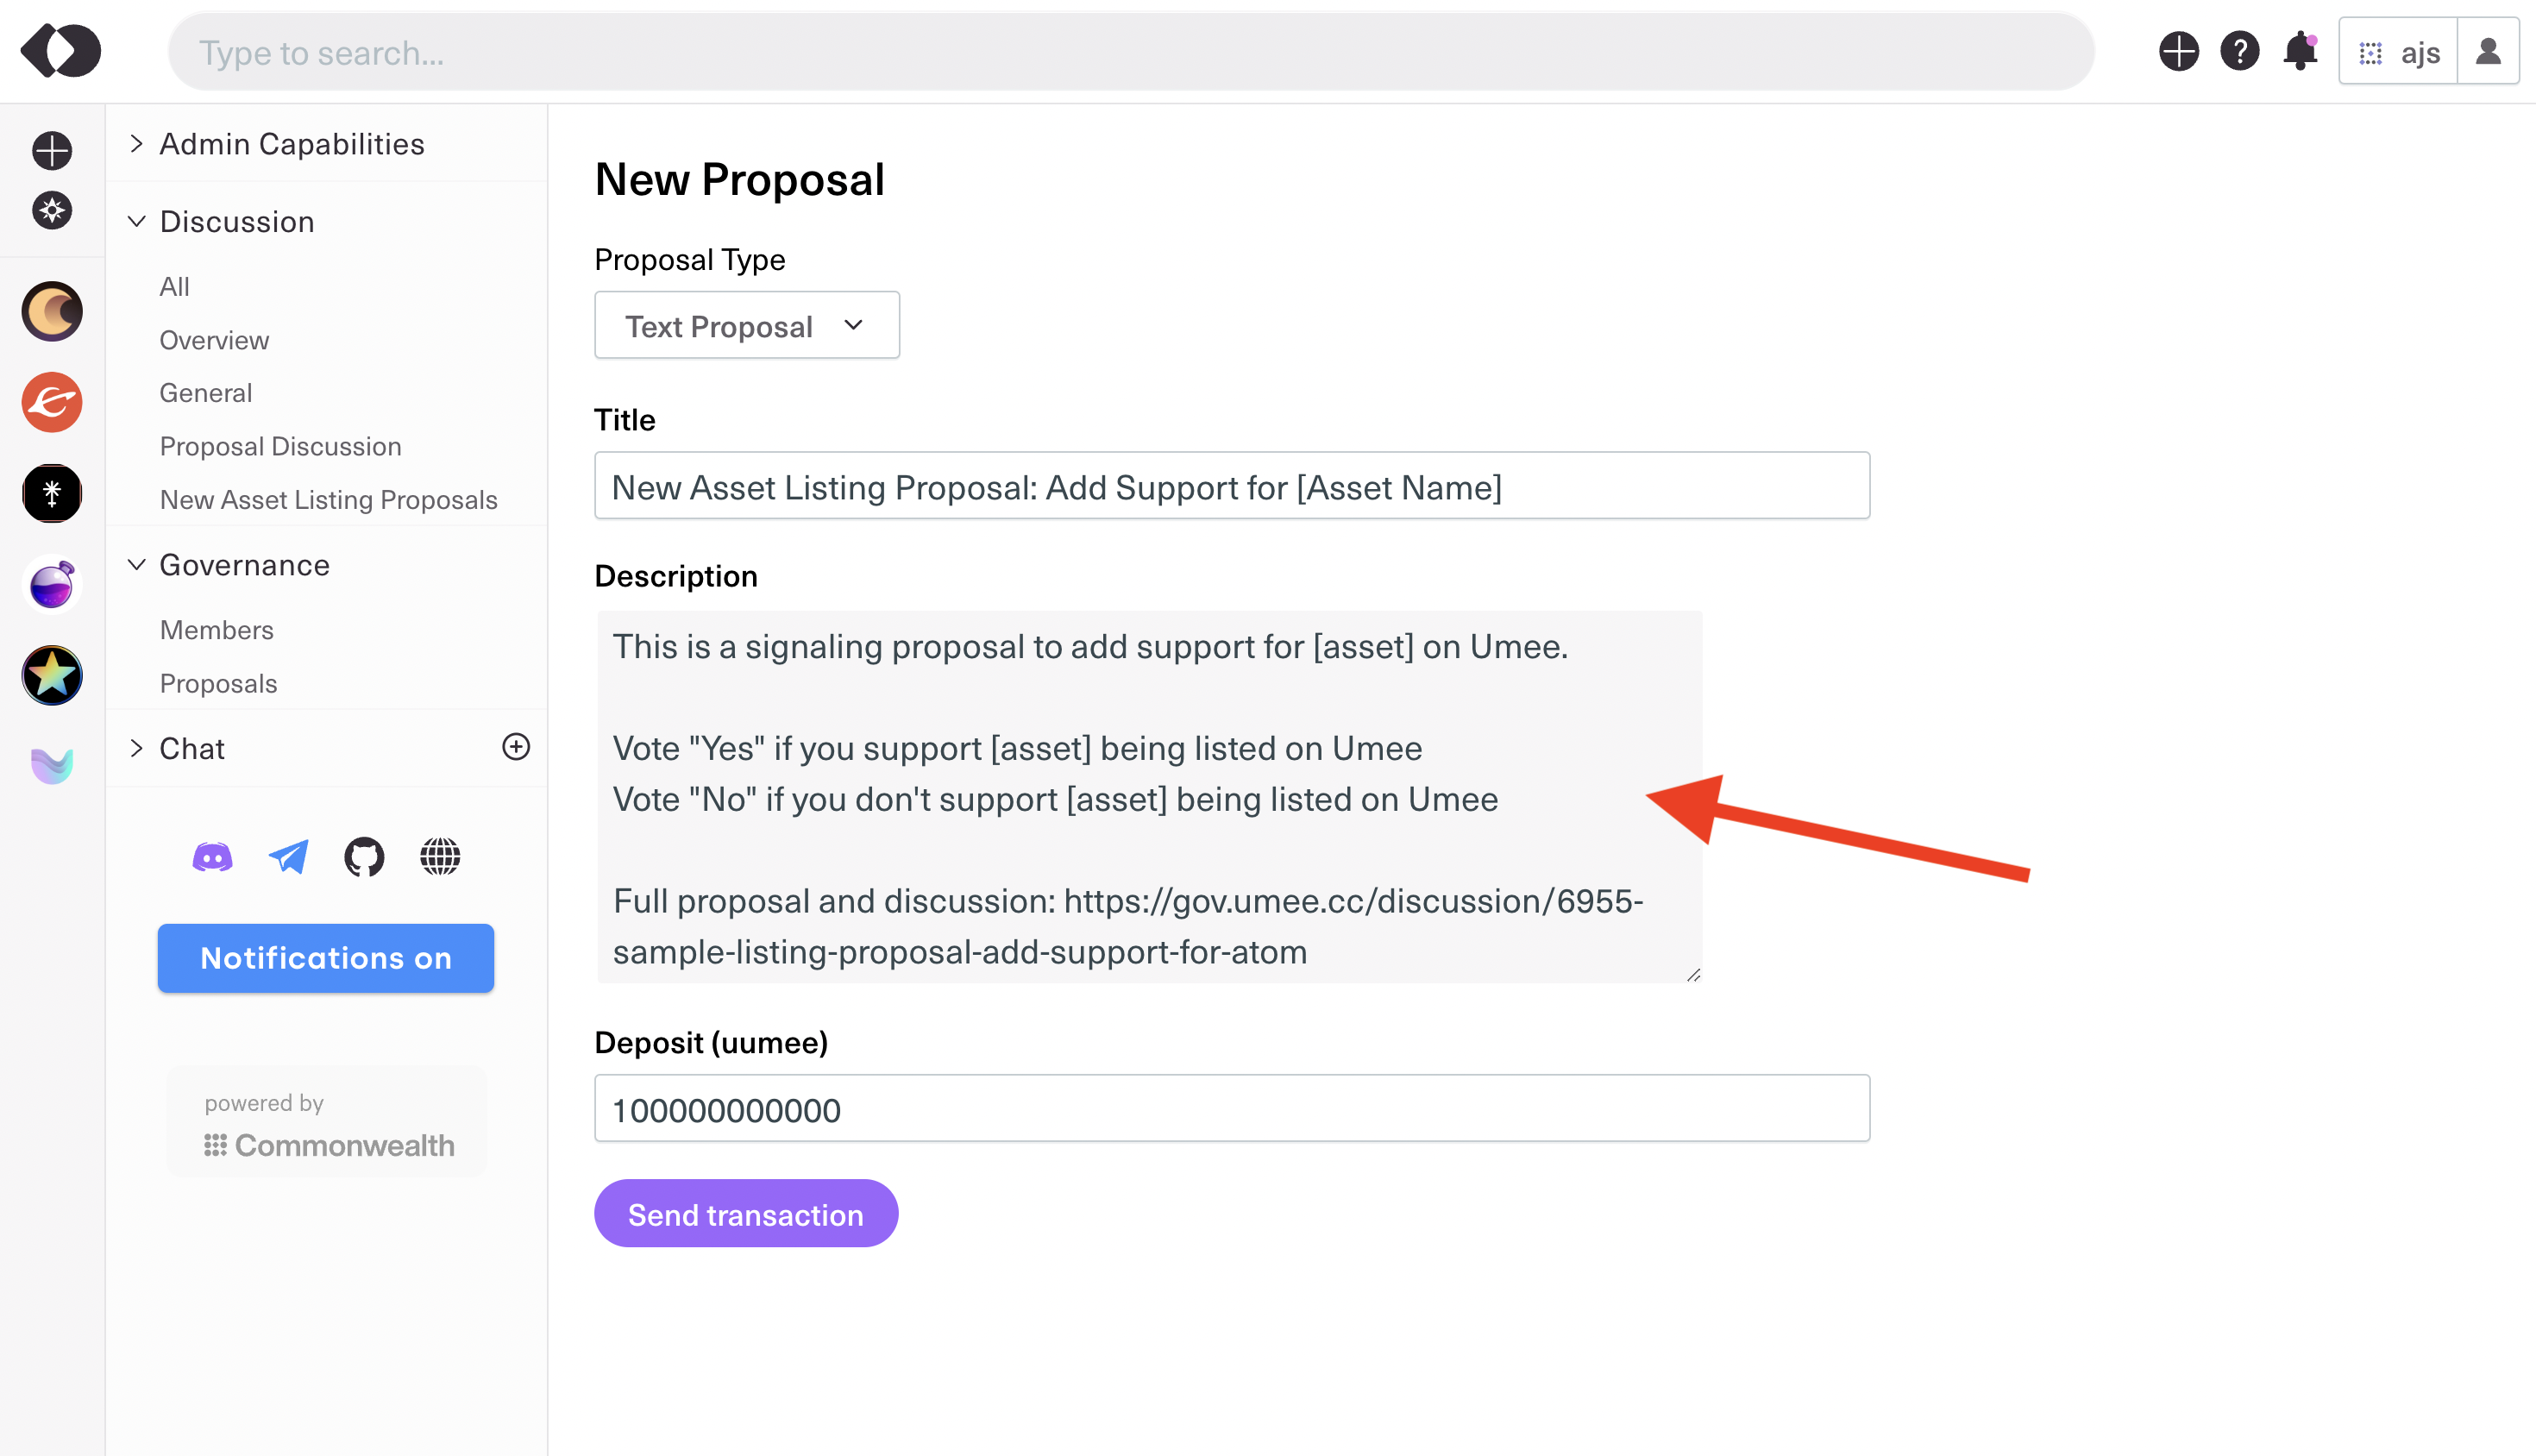 Type to search...
ajs
Admin Capabilities
Discussion
All
Overview
General
Proposal Discussion
New Asset Listing Proposals
Governance
Members
Proposals
Chat
Notifications on
powered by
Commonwealth
New Proposal
Proposal Type
Text Proposal
Title
New Asset Listing Proposal: Add Support for [Asset Name]
Description
This is a signaling proposal to add support for [asset] on Umee.
Vote "Yes" if you support [asset] being listed on Umee
Vote "No" if you don't support [asset] being listed on Umee
Full proposal and discussion: https://gov.umee.cc/discussion/6955-
sample-listing-proposal-add-support-for-atom
Deposit (uumee)
100000000000
Send transaction